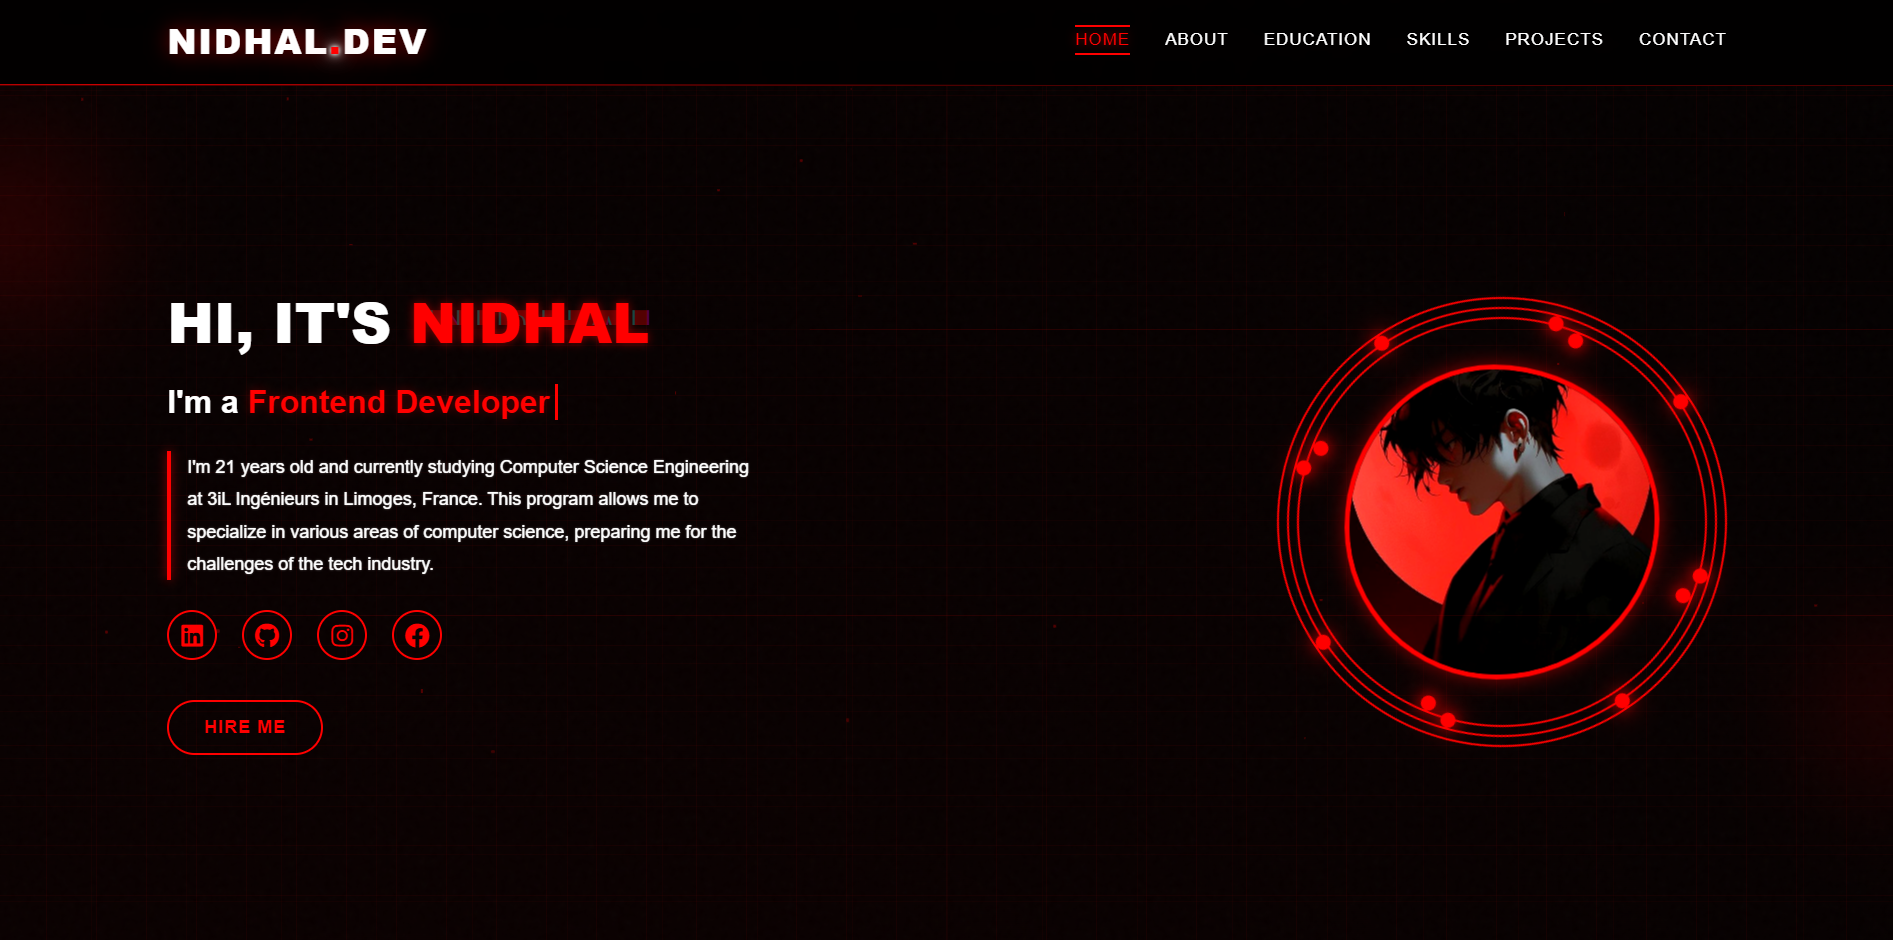 NIDHAL.DEV
HOME ABOUT EDUCATION SKILLS PROJECTS CONTACT
HI, IT'S NIDHAL
I'm a Frontend Developer
I'm 21 years old and currently studying Computer Science Engineering
at 3iL Ingénieurs in Limoges, France. This program allows me to
specialize in various areas of computer science, preparing me for the
challenges of the tech industry.
HIRE ME